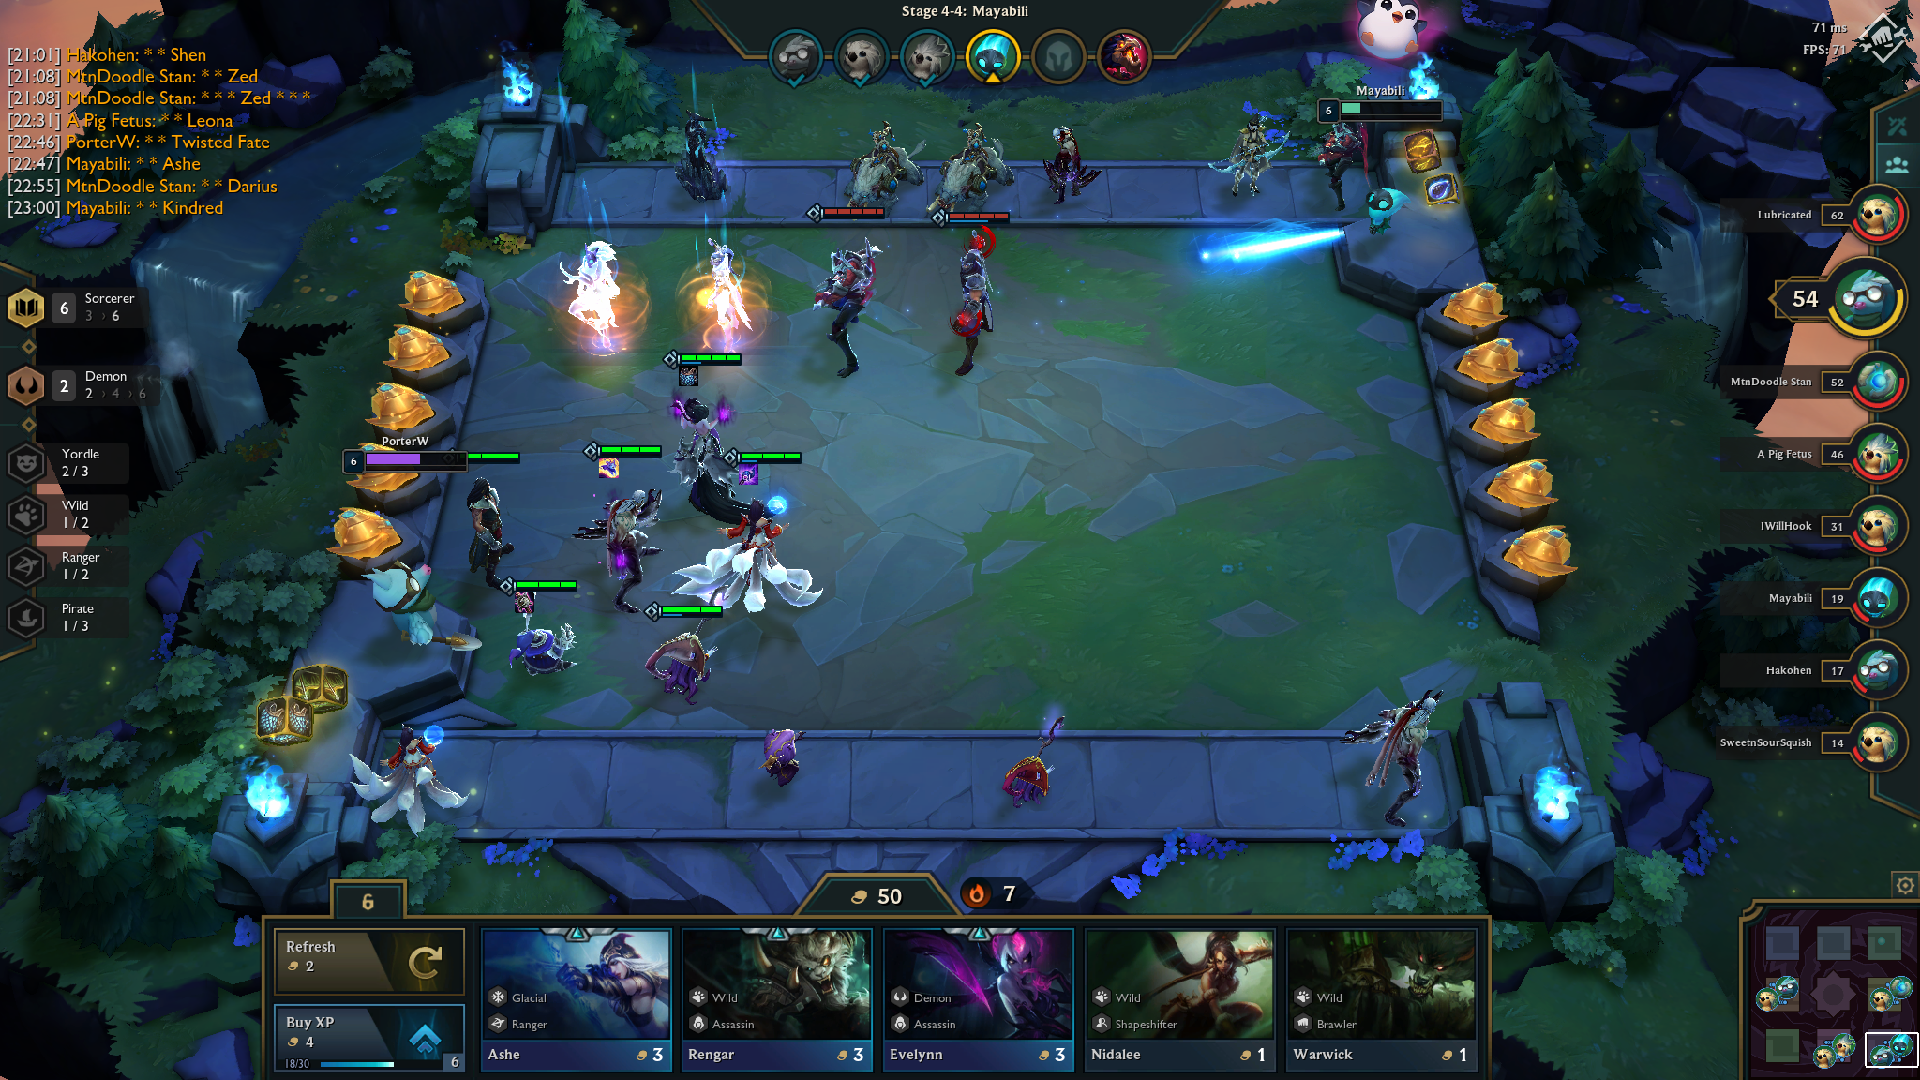 Stage 4-4: Mayabili
71 ms
FPS: 71
[21:01] Hakohen: * * Shen
[21:08] MtnDoodle Stan: * * Zed
[21:08] MtnDoodle Stan: * * * Zed * * *
[22:31] A Pig Fetus: * * Leona
[22:46] PorterW: * * Twisted Fate
[22:47] Mayabili: * * Ashe
[22:55] MtnDoodle Stan: * * Darius
[23:00] Mayabili: * * Kindred
Mayabili
6
Lubricated 62
54
MtnDoodle Stan 52
A Pig Fetus 46
IWillHook 31
Mayabili 19
Hakohen 17
SweetnSourSquish 14
6 Sorcerer
3 > 6
2 Demon
2 > 4 > 6
Yordle
2 / 3
Wild
1 / 2
Ranger
1 / 2
Pirate
1 / 3
PorterW
6
6
50
7
Refresh
2
Buy XP
4
18/30
6
Glacial
Ranger
Ashe 3
Wild
Assassin
Rengar 3
Demon
Assassin
Evelynn 3
Wild
Shapeshifter
Nidalee 1
Wild
Brawler
Warwick 1